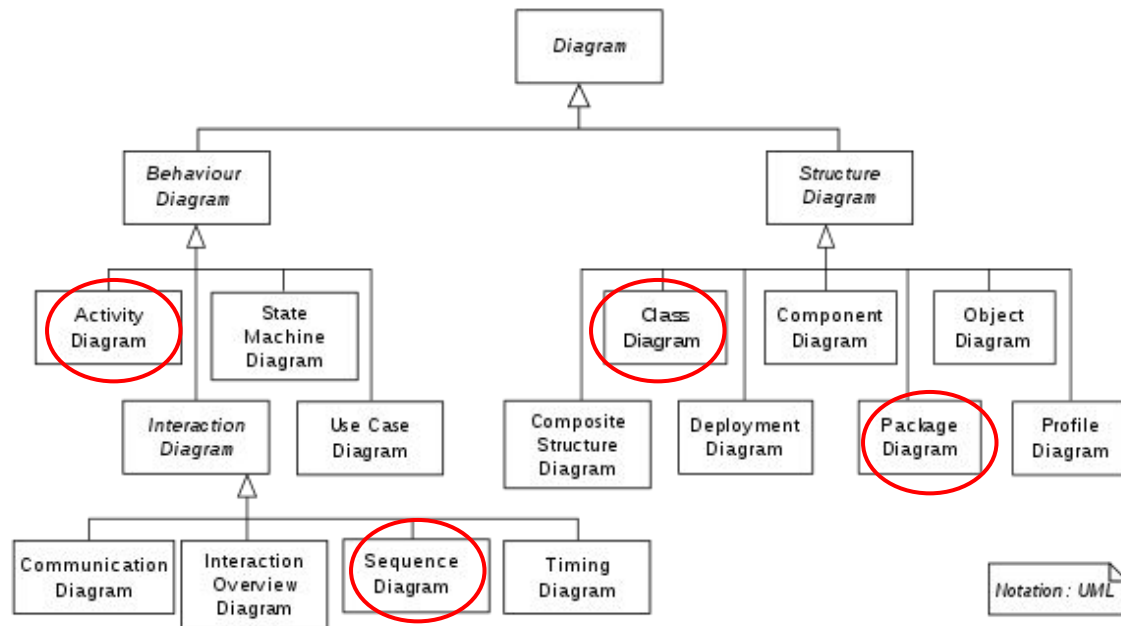 Diagram
Behaviour
Diagram
Structure
Diagram
Activity
Diagram
State
Machine
Diagram
Class
Diagram
Component
Diagram
Object
Diagram
Interaction
Diagram
Use Case
Diagram
Composite
Structure
Diagram
Deployment
Diagram
Package
Diagram
Profile
Diagram
Communication
Diagram
Interaction
Overview
Diagram
Sequence
Diagram
Timing
Diagram
Notation: UML